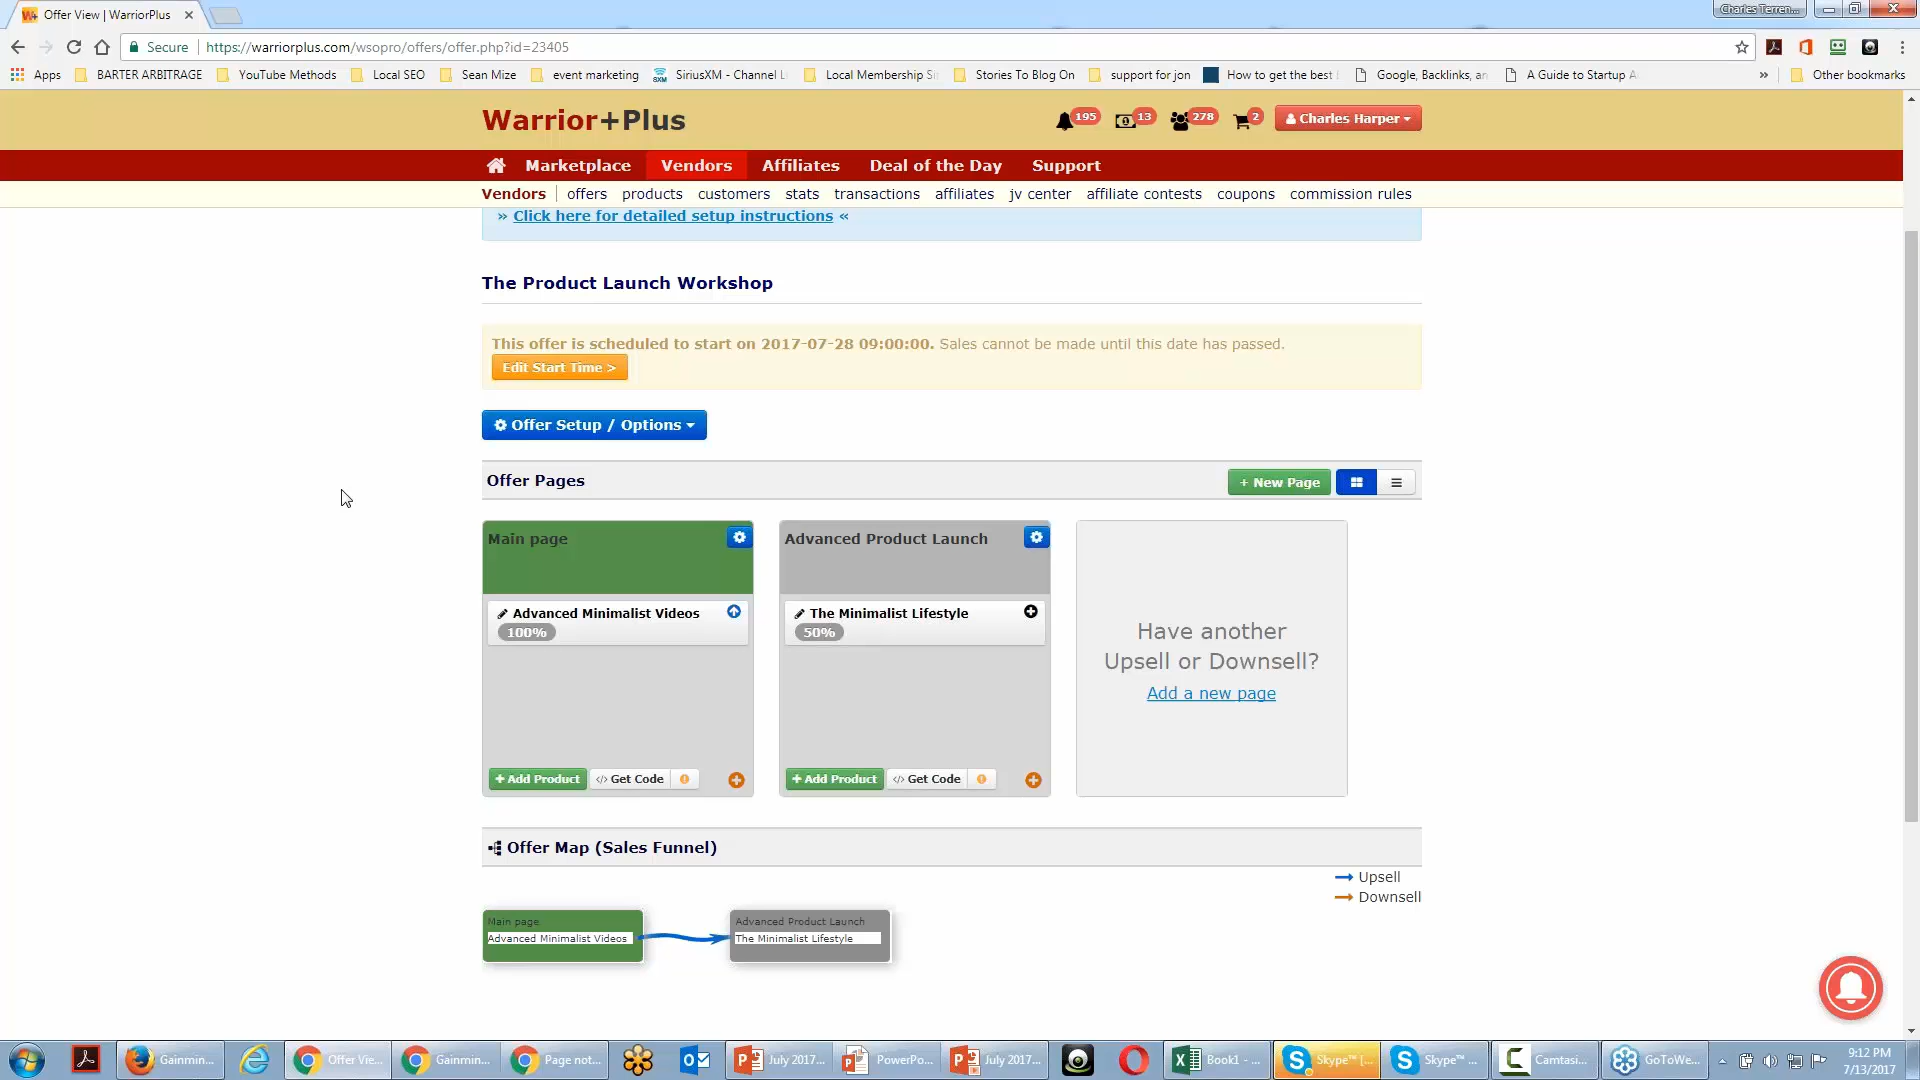 Offer View | WarriorPlus
Charles Terren...
Secure
https://warriorplus.com/wsopro/offers/offer.php?id=23405
Apps
BARTER ARBITRAGE
YouTube Methods
Local SEO
Sean Mize
event marketing
SiriusXM - Channel L
Local Membership Si
Stories To Blog On
support for jon
How to get the best
Google, Backlinks, an
A Guide to Startup A
»
Other bookmarks
Warrior+Plus
195
13
278
2
Charles Harper
Marketplace
Vendors
Affiliates
Deal of the Day
Support
Vendors
offers
products
customers
stats
transactions
affiliates
jv center
affiliate contests
coupons
commission rules
» Click here for detailed setup instructions «
The Product Launch Workshop
This offer is scheduled to start on 2017-07-28 09:00:00. Sales cannot be made until this date has passed.
Edit Start Time >
Offer Setup / Options
Offer Pages
+ New Page
Main page
Advanced Product Launch
Advanced Minimalist Videos
100%
The Minimalist Lifestyle
50%
Have another
Upsell or Downsell?
Add a new page
+ Add Product
</> Get Code
+ Add Product
</> Get Code
Offer Map (Sales Funnel)
Upsell
Downsell
Main page
Advanced Minimalist Videos
Advanced Product Launch
The Minimalist Lifestyle
Gainmin...
Offer Vie...
Gainmin...
Page not...
July 2017...
PowerPo...
July 2017...
Book1 - ...
Skype™ [...
Skype™ ...
Camtasi...
GoToWe...
9:12 PM
7/13/2017